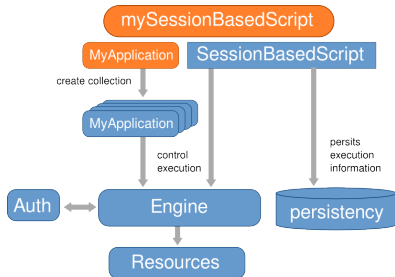 mySessionBasedScript
MyApplication
SessionBasedScript
create collection
MyApplication
control
execution
persits
execution
information
Auth
Engine
persistency
Resources